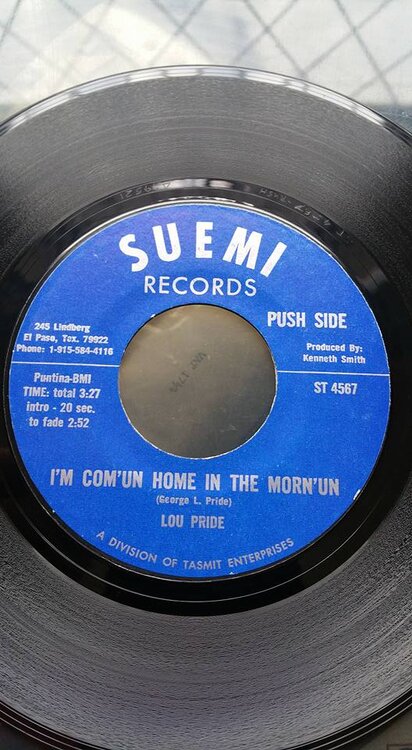 SUEMI
RECORDS
PUSH SIDE
245 Lindberg
El Paso, Tex. 79922
Phone: 1-915-584-4116
Produced By:
Kenneth Smith
Puntina-BMI
TIME: total 3:27
intro - 20 sec.
to fade 2:52
ST 4567
I'M COM'UN HOME IN THE MORN'UN
(George L. Pride)
LOU PRIDE
A DIVISION OF TASMIT ENTERPRISES